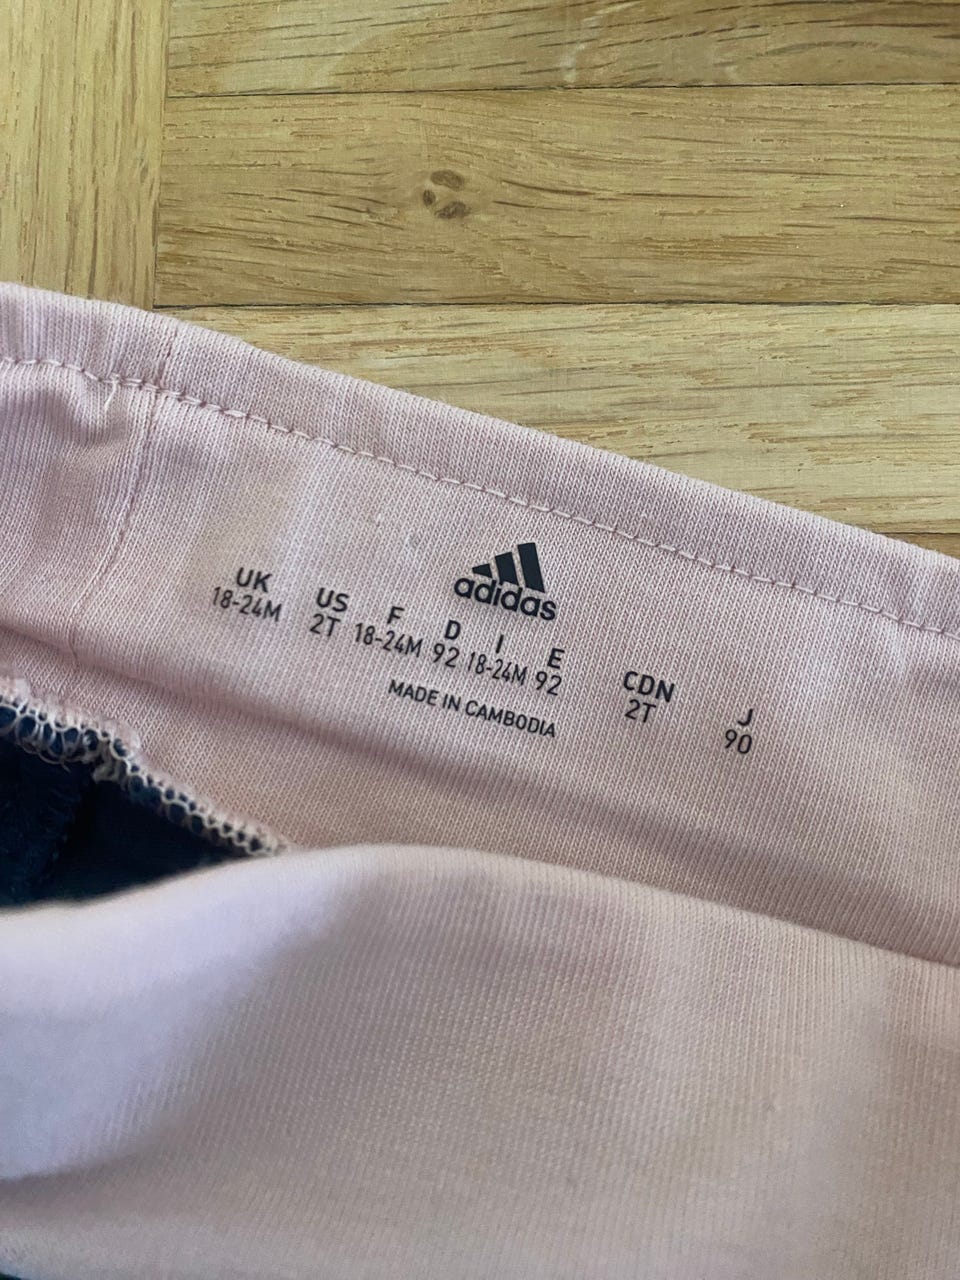 adidas
UK US F D I E CDN J
18-24M 2T 18-24M 92 18-24M 92 2T 90
MADE IN CAMBODIA